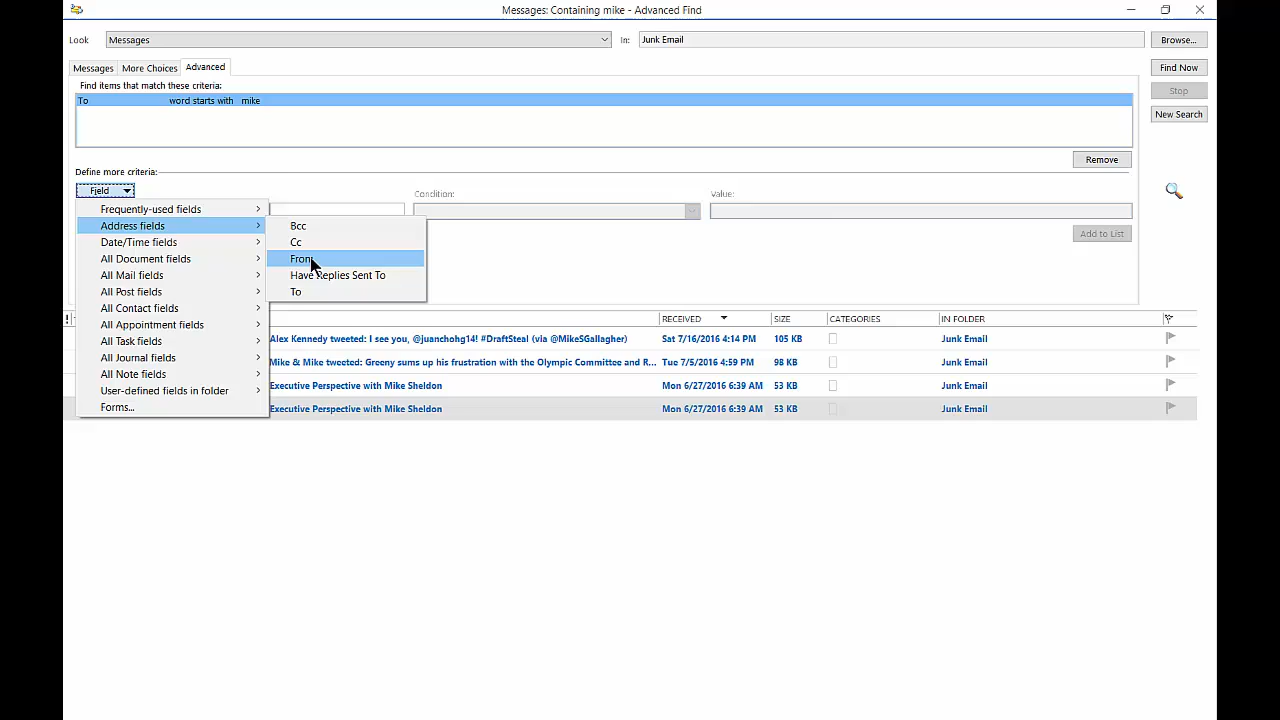 Messages: Containing mike - Advanced Find
Look
Messages
In:
Junk Email
Browse...
Messages
More Choices
Advanced
Find Now
Find items that match these criteria:
Stop
To word starts with mike
New Search
Remove
Define more criteria:
Field
Condition:
Value:
Add to List
Frequently-used fields
Address fields
Date/Time fields
All Document fields
All Mail fields
All Post fields
All Contact fields
All Appointment fields
All Task fields
All Journal fields
All Note fields
User-defined fields in folder
Forms...
Bcc
Cc
From
Have Replies Sent To
To
! RECEIVED SIZE CATEGORIES IN FOLDER
Alex Kennedy tweeted: I see you, @juanchohg14! #DraftSteal (via @MikeSGallagher) Sat 7/16/2016 4:14 PM 105 KB Junk Email
Mike & Mike tweeted: Greeny sums up his frustration with the Olympic Committee and R... Tue 7/5/2016 4:59 PM 98 KB Junk Email
Executive Perspective with Mike Sheldon Mon 6/27/2016 6:39 AM 53 KB Junk Email
Executive Perspective with Mike Sheldon Mon 6/27/2016 6:39 AM 53 KB Junk Email